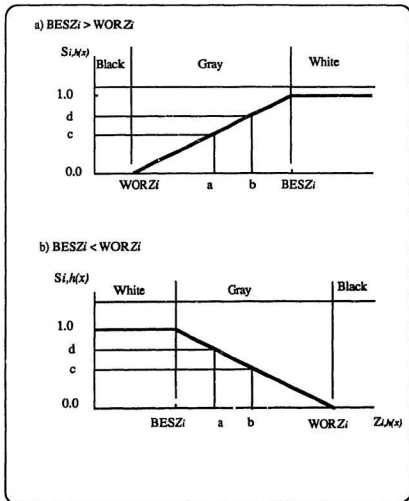 a) BESZi > WORZi
Si,h(x)
Black Gray White
1.0
d
c
0.0
WORZi a b BESZi
b) BESZi < WORZi
Si,h(x)
White Gray Black
1.0
d
c
0.0
BESZi a b WORZi Zi,h(x)